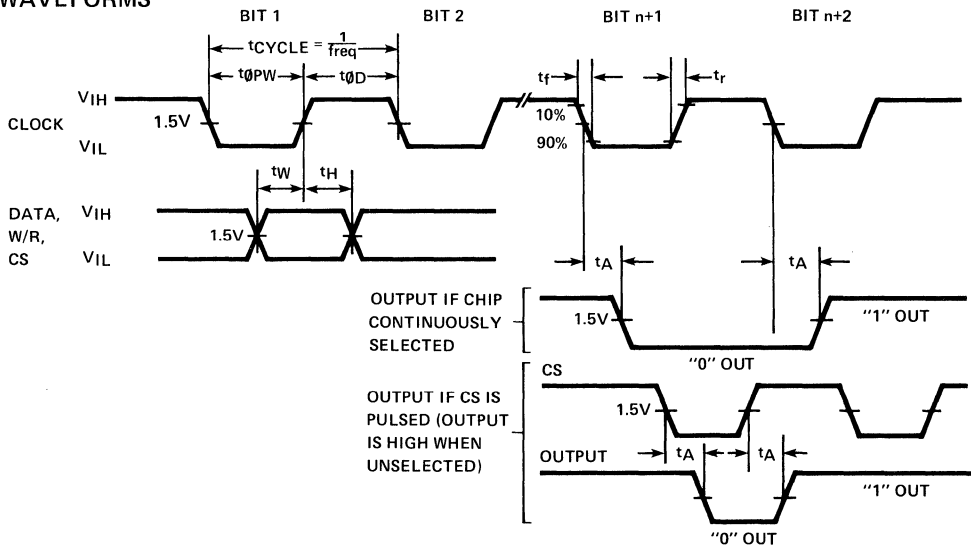 WAVEFORMS
BIT 1
BIT 2
BIT n+1
BIT n+2
tCYCLE = 1/freq
tØPW
tØD
tf
tr
VIH
CLOCK
1.5V
VIL
10%
90%
tW
tH
DATA,
W/R,
CS
VIH
1.5V
VIL
tA
tA
OUTPUT IF CHIP
CONTINUOUSLY
SELECTED
1.5V
"1" OUT
"0" OUT
OUTPUT IF CS IS
PULSED (OUTPUT
IS HIGH WHEN
UNSELECTED)
CS
1.5V
tA
tA
OUTPUT
"1" OUT
"0" OUT